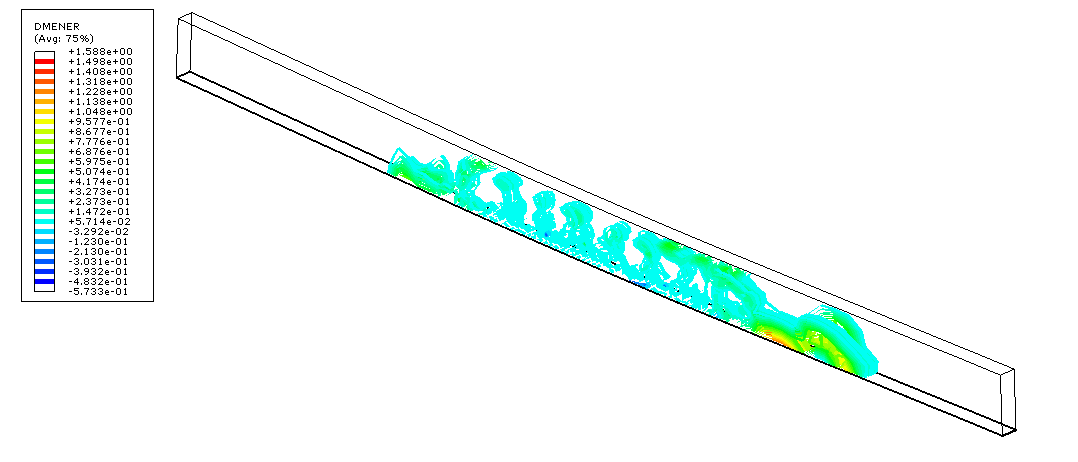 DMENER
(Avg: 75%)
+1.588e+00
+1.498e+00
+1.408e+00
+1.318e+00
+1.228e+00
+1.138e+00
+1.048e+00
+9.577e-01
+8.677e-01
+7.776e-01
+6.876e-01
+5.975e-01
+5.074e-01
+4.174e-01
+3.273e-01
+2.373e-01
+1.472e-01
+5.714e-02
-3.292e-02
-1.230e-01
-2.130e-01
-3.031e-01
-3.932e-01
-4.832e-01
-5.733e-01